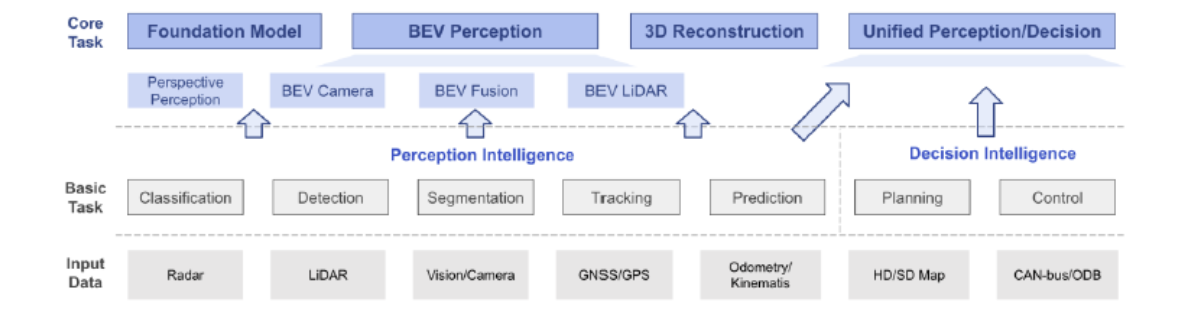 Core
Task
Foundation Model
BEV Perception
3D Reconstruction
Unified Perception/Decision
Perspective
Perception
BEV Camera
BEV Fusion
BEV LiDAR
Perception Intelligence
Decision Intelligence
Basic
Task
Classification
Detection
Segmentation
Tracking
Prediction
Planning
Control
Input
Data
Radar
LiDAR
Vision/Camera
GNSS/GPS
Odometry/
Kinematis
HD/SD Map
CAN-bus/ODB